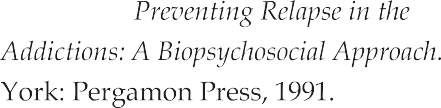 Preventing Relapse in the
Addictions: A Biopsychosocial Approach.
York: Pergamon Press, 1991.